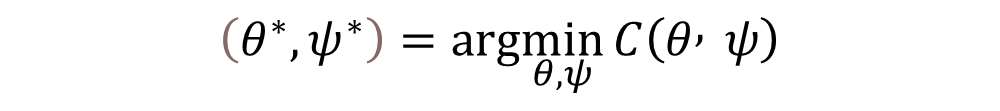 (θ*,ψ*) = argmin C(θ, ψ)
θ,ψ